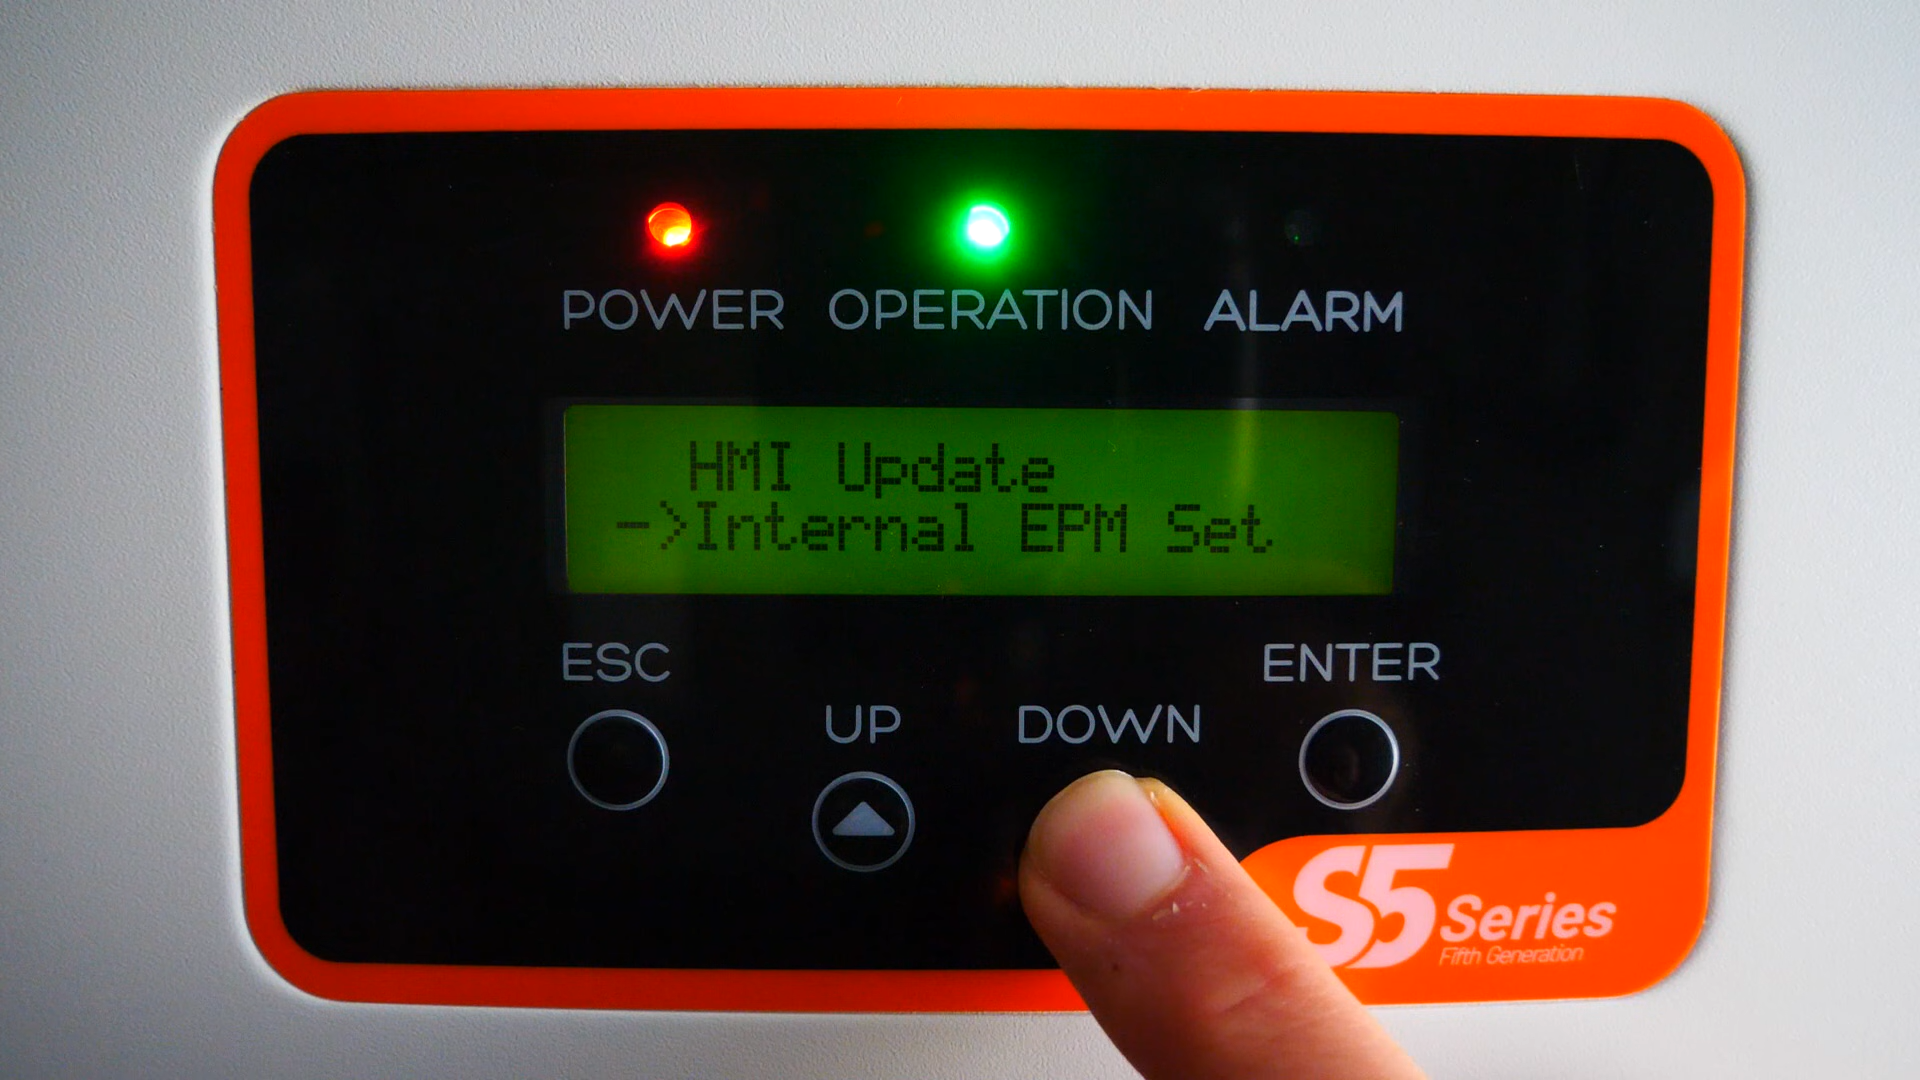 POWER OPERATION ALARM
HMI Update
->Internal EPM Set
ESC ENTER
UP DOWN
S5 Series
Fifth Generation